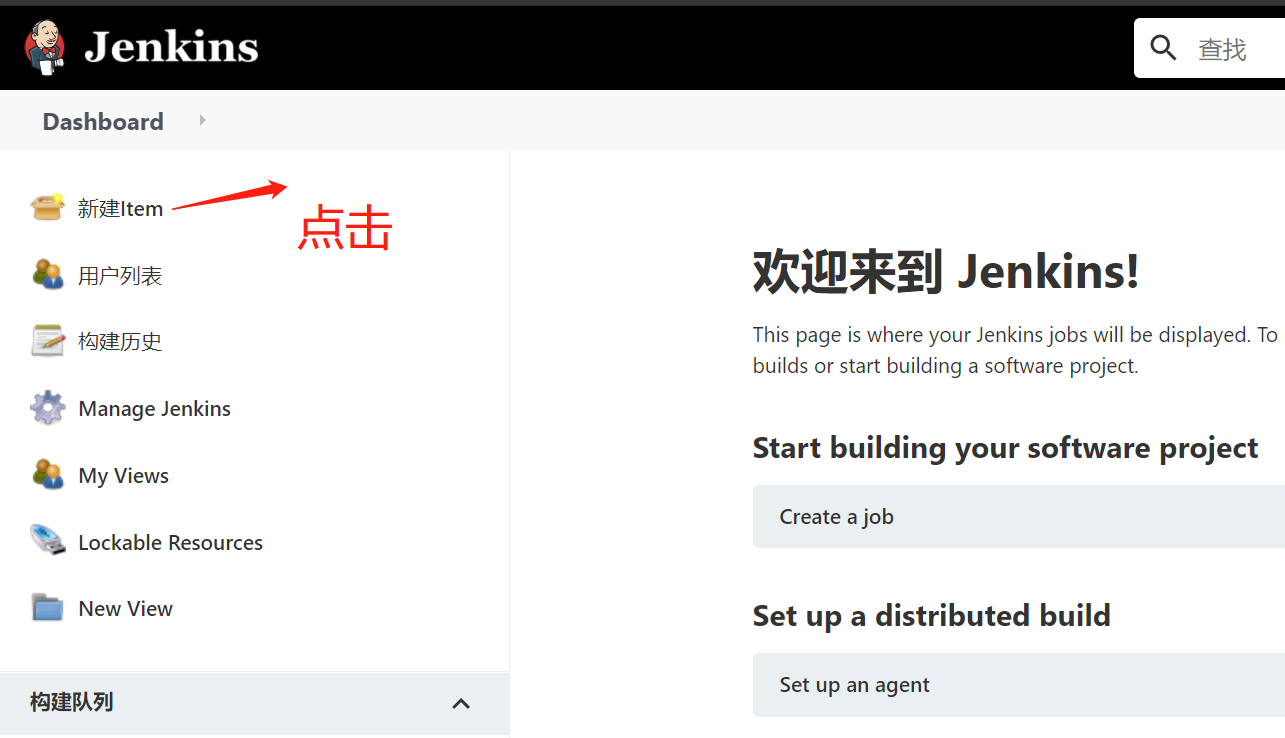 Jenkins
查找
Dashboard
新建Item
点击
用户列表
构建历史
Manage Jenkins
My Views
Lockable Resources
New View
构建队列
欢迎来到 Jenkins!
This page is where your Jenkins jobs will be displayed. To
builds or start building a software project.
Start building your software project
Create a job
Set up a distributed build
Set up an agent